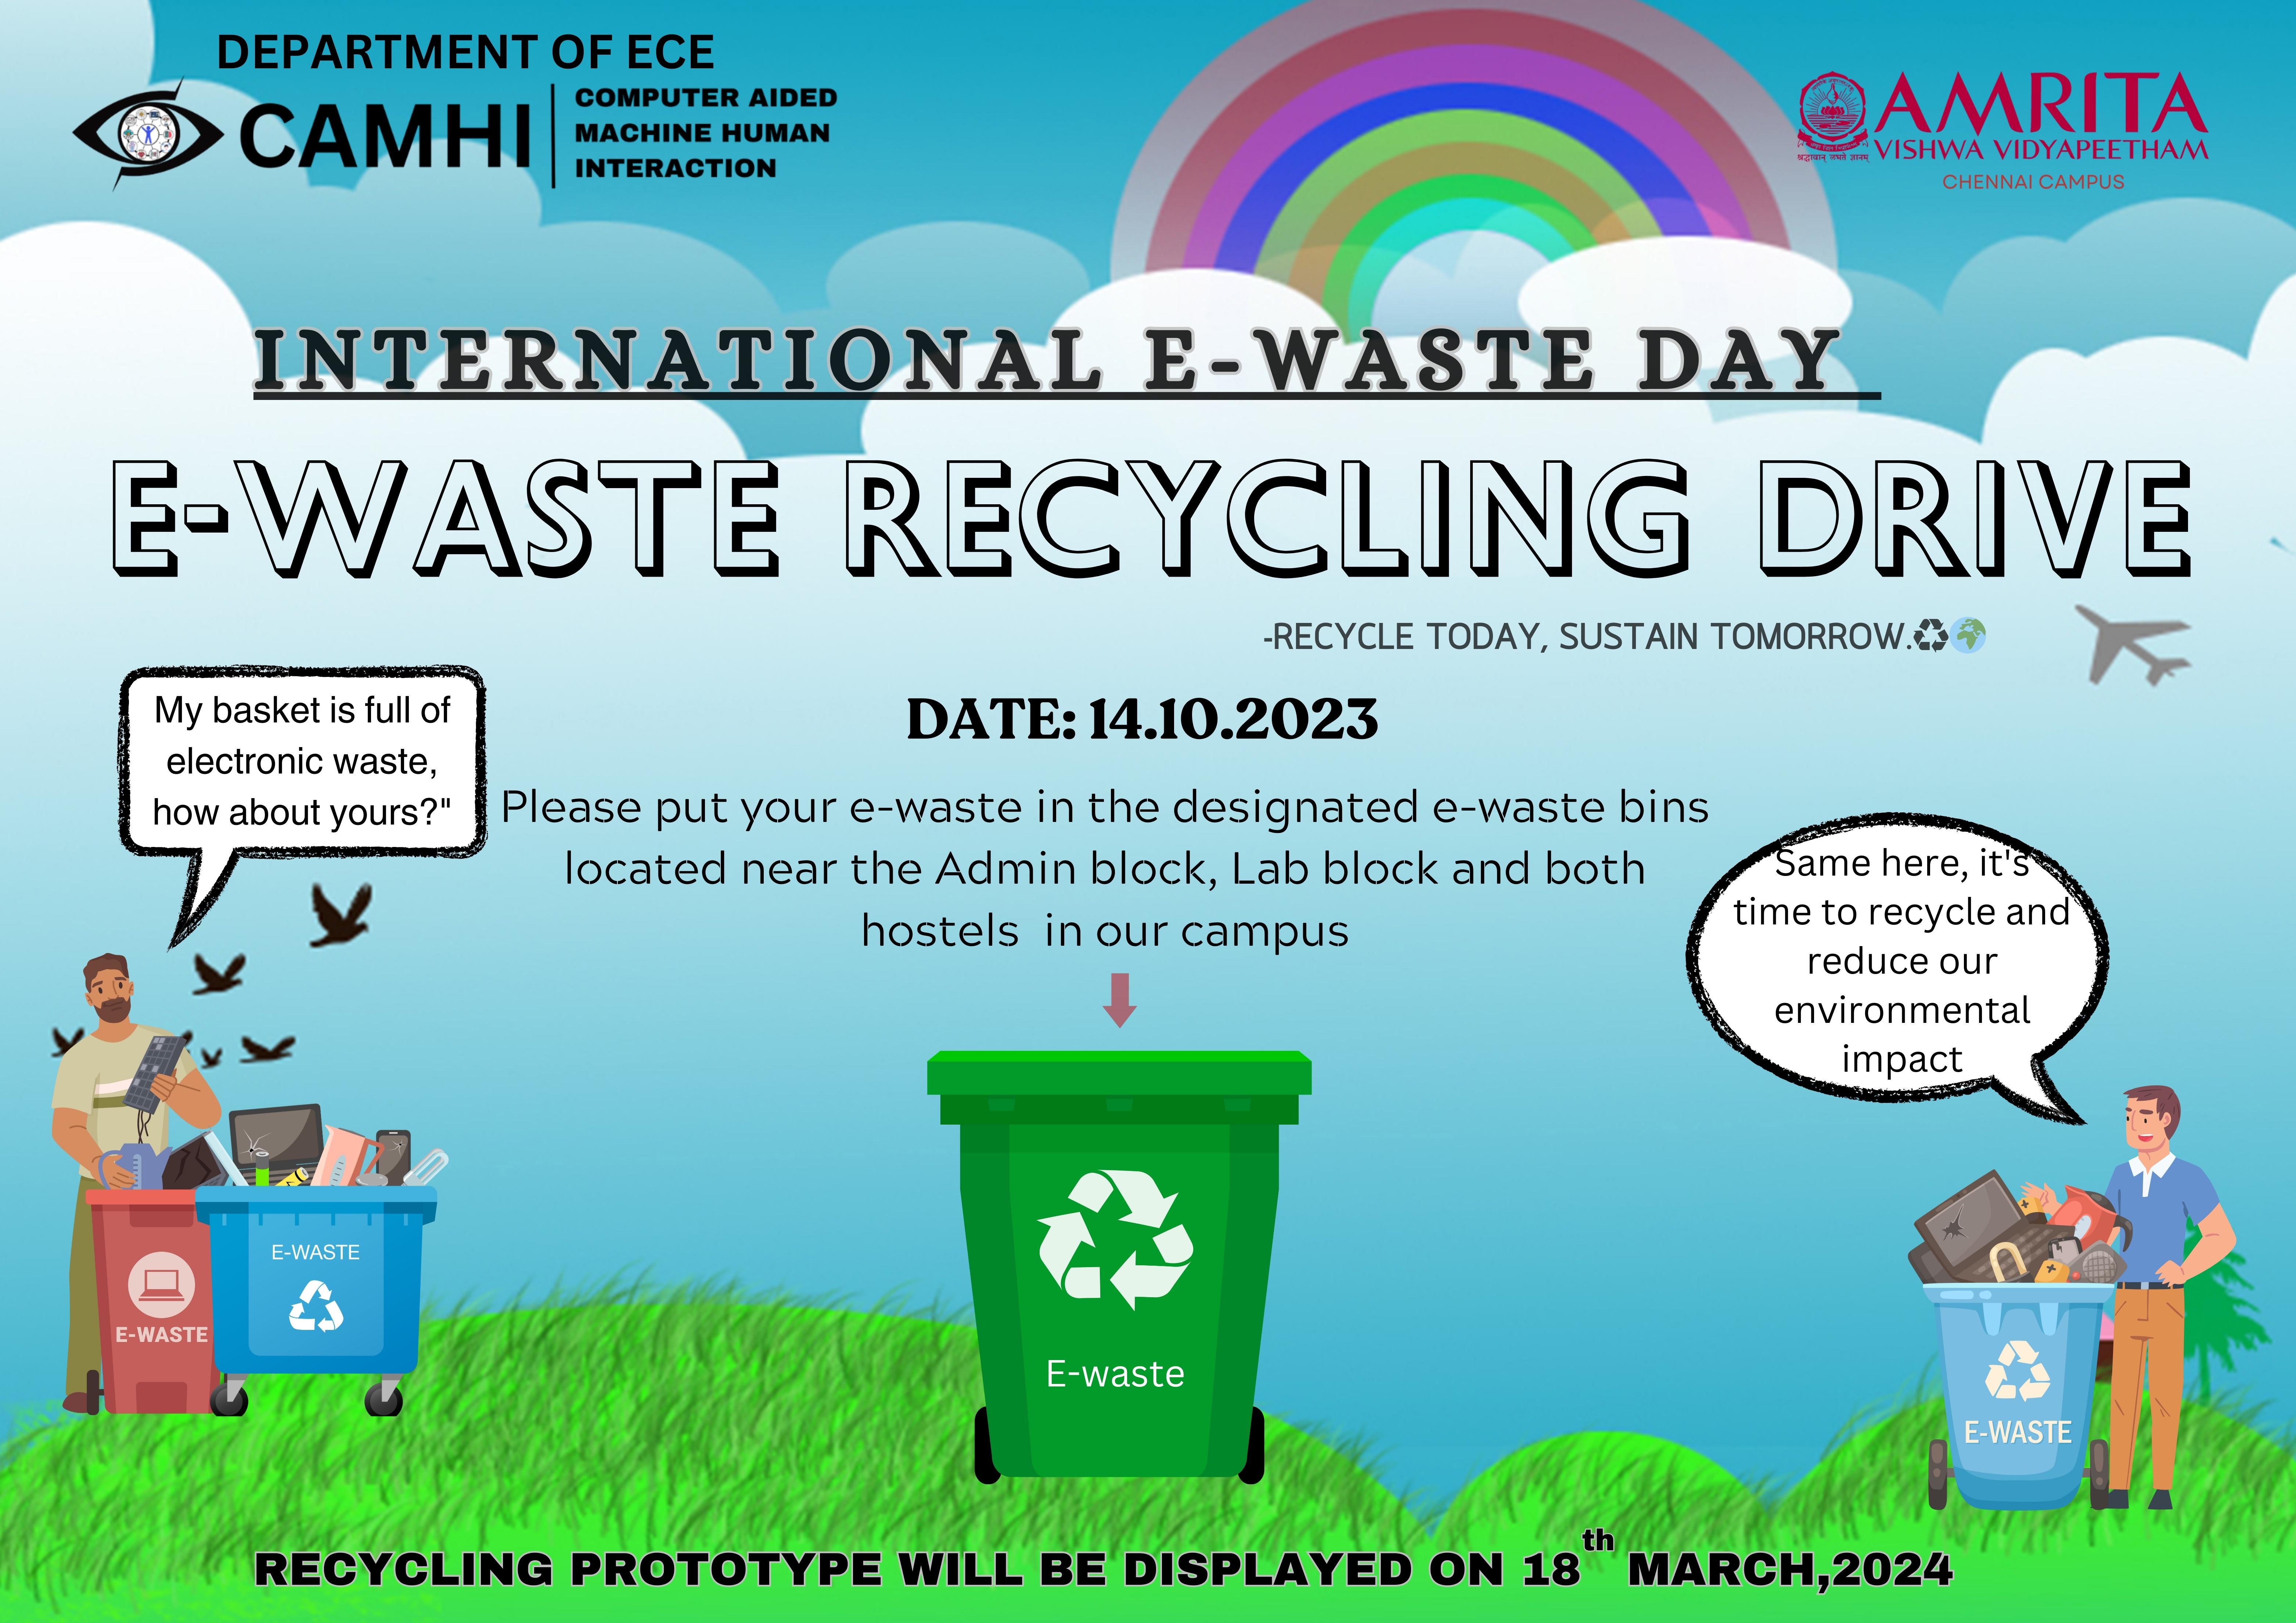 DEPARTMENT OF ECE
CAMHI
COMPUTER AIDED
MACHINE HUMAN
INTERACTION
AMRITA
VISHWA VIDYAPEETHAM
श्रद्धावान् लभते ज्ञानम्
CHENNAI CAMPUS
INTERNATIONAL E-WASTE DAY
E-WASTE RECYCLING DRIVE
-RECYCLE TODAY, SUSTAIN TOMORROW.♻🌍
DATE: 14.10.2023
My basket is full of
electronic waste,
how about yours?"
Please put your e-waste in the designated e-waste bins
located near the Admin block, Lab block and both
hostels in our campus
Same here, it's
time to recycle and
reduce our
environmental
impact
E-WASTE
E-WASTE
E-waste
E-WASTE
RECYCLING PROTOTYPE WILL BE DISPLAYED ON 18th MARCH,2024